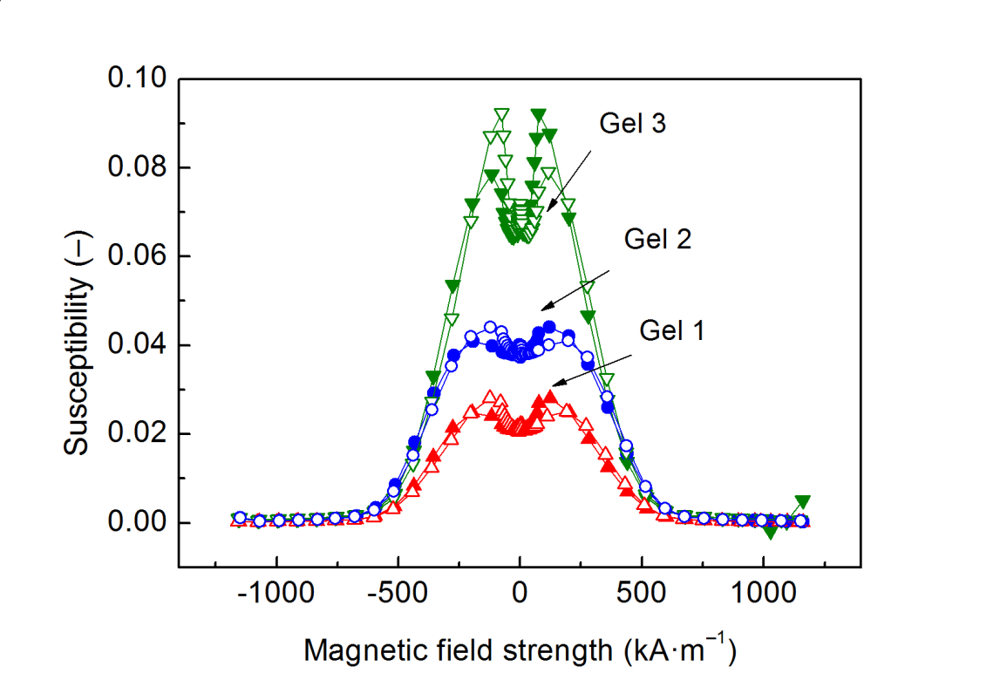 0.10
0.08
0.06
0.04
0.02
0.00
Susceptibility (–)
Gel 3
Gel 2
Gel 1
-1000 -500 0 500 1000
Magnetic field strength (kA·m⁻¹)